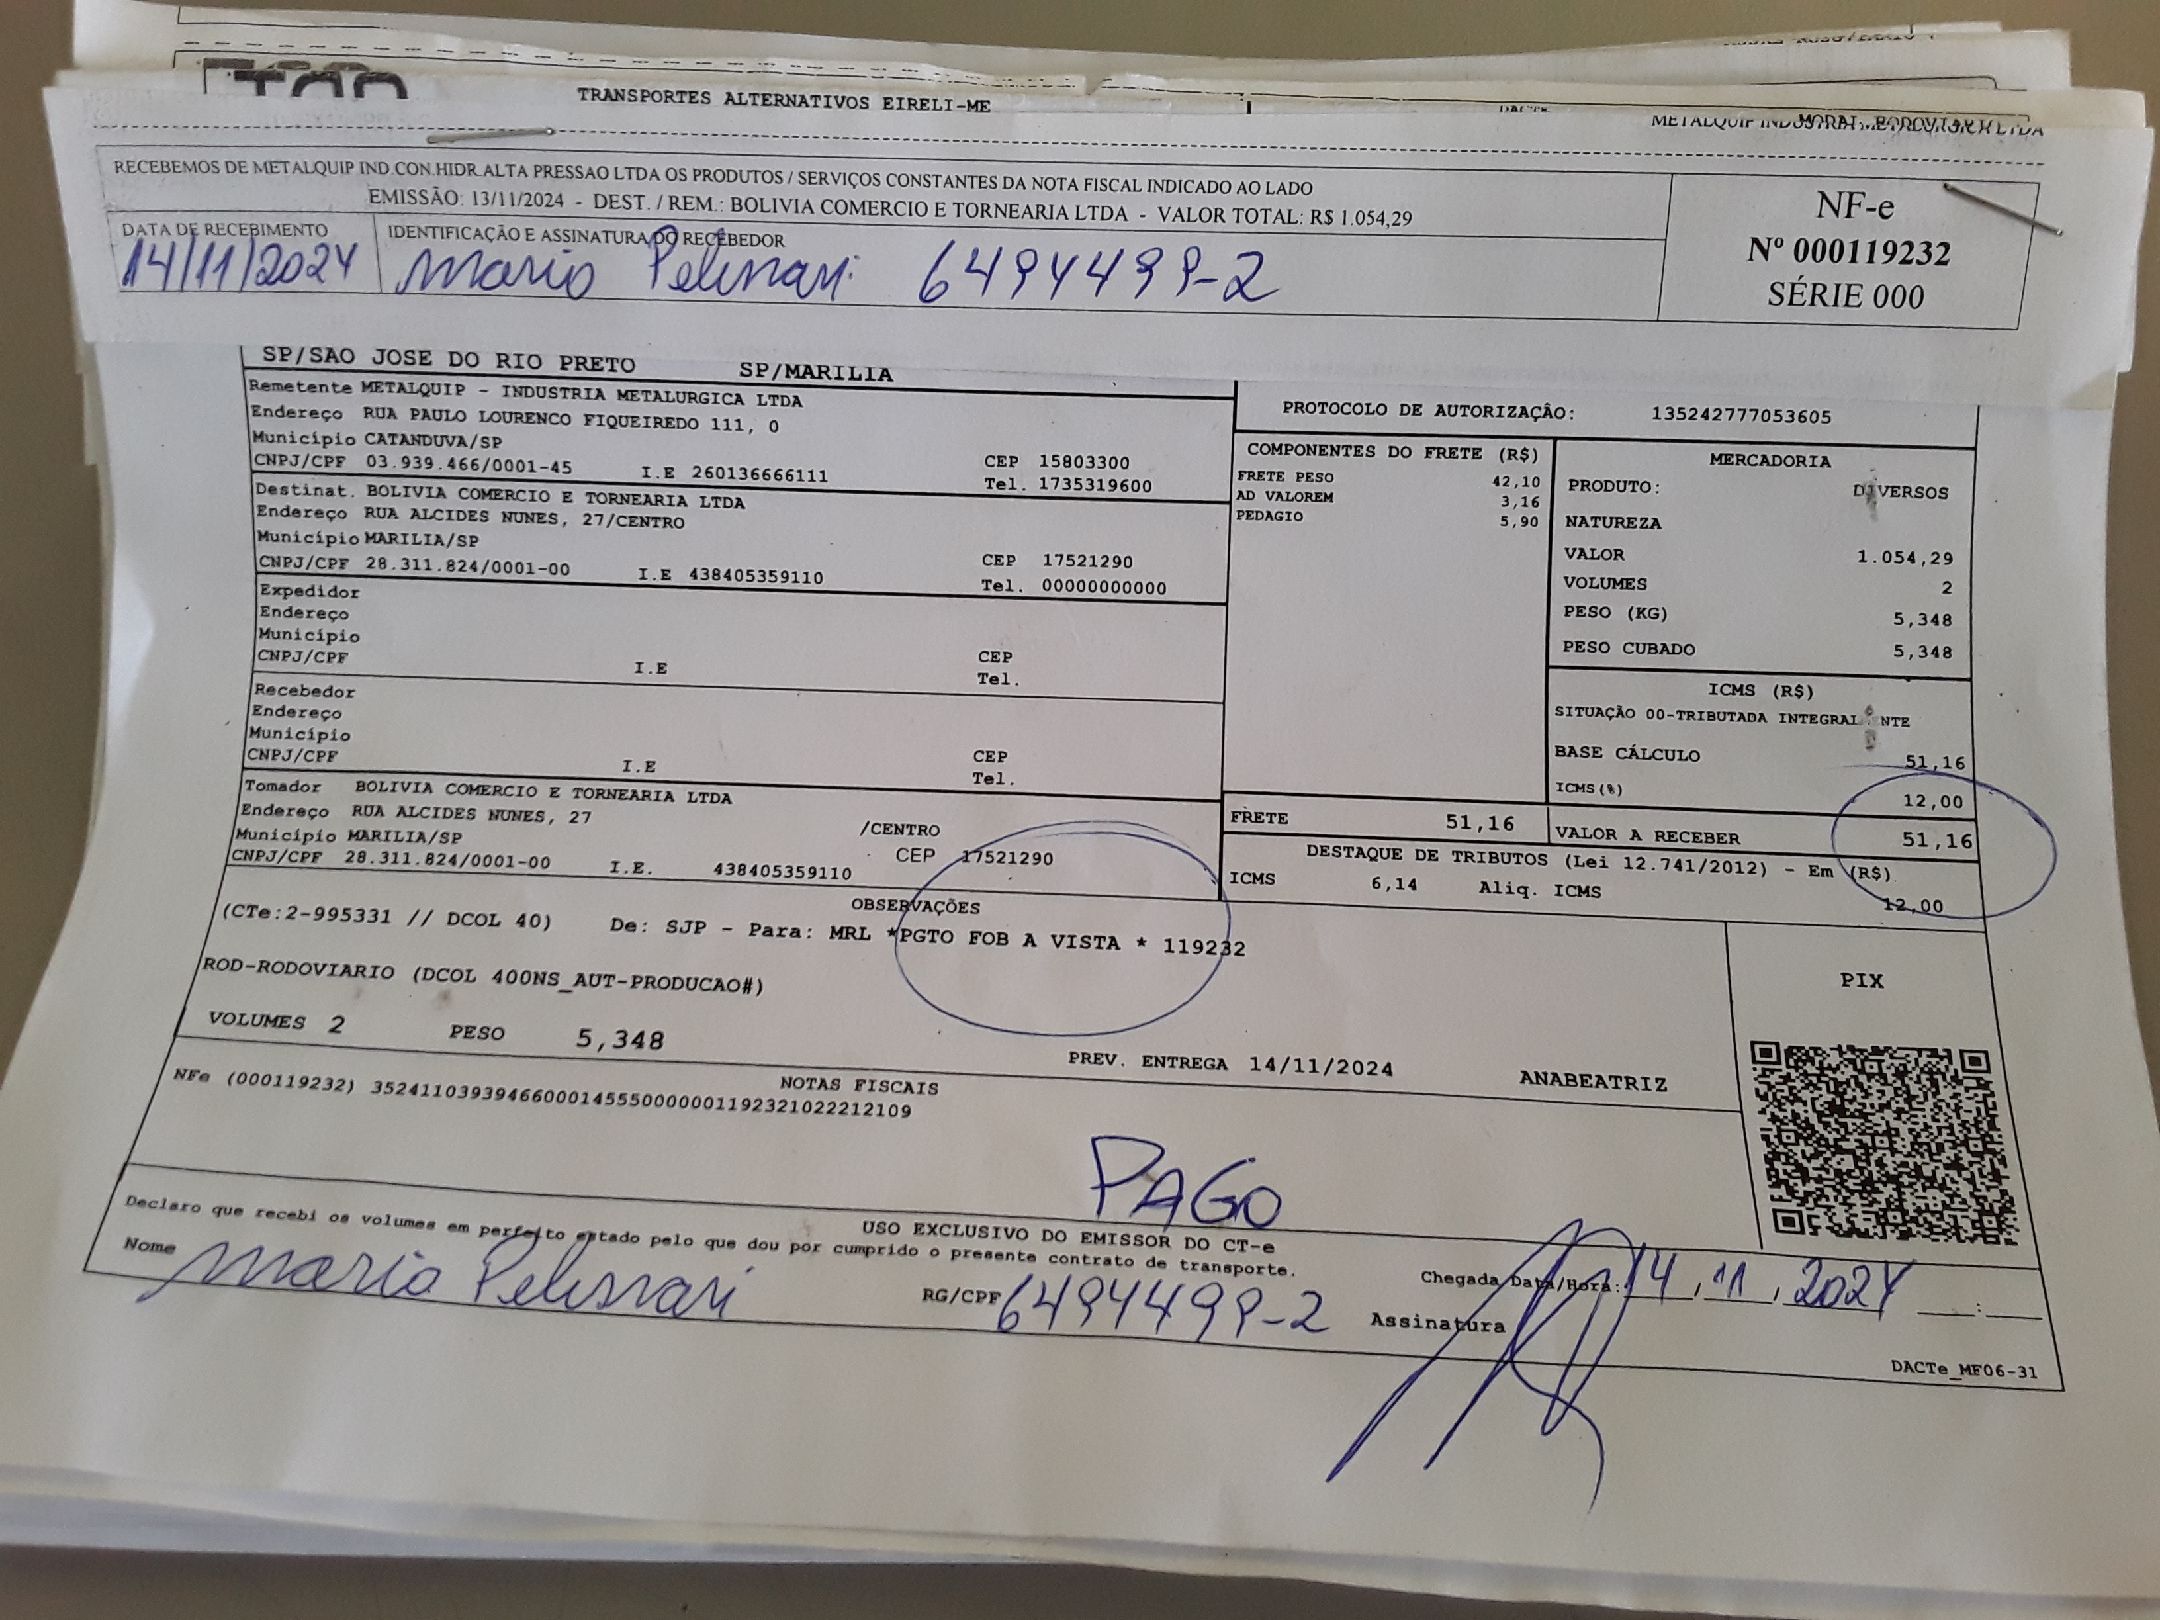 TRANSPORTES ALTERNATIVOS EIRELI-ME
RECEBEMOS DE METALQUIP IND.CON.HIDR.ALTA PRESSAO LTDA OS PRODUTOS / SERVIÇOS CONSTANTES DA NOTA FISCAL INDICADO AO LADO
EMISSÃO: 13/11/2024 - DEST. / REM.: BOLIVIA COMERCIO E TORNEARIA LTDA - VALOR TOTAL: R$ 1.054,29
NF-e
Nº 000119232
SÉRIE 000
DATA DE RECEBIMENTO
14/11/2024
IDENTIFICAÇÃO E ASSINATURA DO RECEBEDOR
6494499-2
SP/SAO JOSE DO RIO PRETO SP/MARILIA
Remetente METALQUIP - INDUSTRIA METALURGICA LTDA
Endereço RUA PAULO LOURENCO FIQUEIREDO 111, 0
Município CATANDUVA/SP
CEP 15803300
CNPJ/CPF 03.939.466/0001-45 I.E 260136666111 Tel. 1735319600
Destinat. BOLIVIA COMERCIO E TORNEARIA LTDA
Endereço RUA ALCIDES NUNES, 27/CENTRO
Município MARILIA/SP
CEP 17521290
CNPJ/CPF 28.311.824/0001-00 I.E 438405359110 Tel. 00000000000
Expedidor
Endereço
Município
CEP
CNPJ/CPF I.E Tel.
Recebedor
Endereço
Município
CEP
CNPJ/CPF I.E Tel.
Tomador BOLIVIA COMERCIO E TORNEARIA LTDA
Endereço RUA ALCIDES NUNES, 27 /CENTRO
Município MARILIA/SP CEP 17521290
CNPJ/CPF 28.311.824/0001-00 I.E. 438405359110
PROTOCOLO DE AUTORIZAÇÃO: 135242777053605
COMPONENTES DO FRETE (R$)
FRETE PESO 42,10
AD VALOREM 3,16
PEDAGIO 5,90
MERCADORIA
PRODUTO: DIVERSOS
NATUREZA
VALOR 1.054,29
VOLUMES 2
PESO (KG) 5,348
PESO CUBADO 5,348
ICMS (R$)
SITUAÇÃO 00-TRIBUTADA INTEGRALMENTE
BASE CÁLCULO 51,16
ICMS(%) 12,00
FRETE 51,16
VALOR A RECEBER 51,16
DESTAQUE DE TRIBUTOS (Lei 12.741/2012) - Em (R$)
ICMS 6,14 Aliq. ICMS 12,00
OBSERVAÇÕES
(CTe:2-995331 // DCOL 40) De: SJP - Para: MRL *PGTO FOB A VISTA * 119232
ROD-RODOVIARIO (DCOL 400NS_AUT-PRODUCAO#)
VOLUMES 2 PESO 5,348 PREV. ENTREGA 14/11/2024 ANABEATRIZ
PIX
NOTAS FISCAIS
NFe (000119232) 35241103939466000145550000001192321022212109
PAGO
USO EXCLUSIVO DO EMISSOR DO CT-e
Declaro que recebi os volumes em perfeito estado pelo que dou por cumprido o presente contrato de transporte.
Nome
RG/CPF 6494499-2
Chegada Data/Hora: 14, 11, 2024 __:__
Assinatura
DACTe_MF06-31